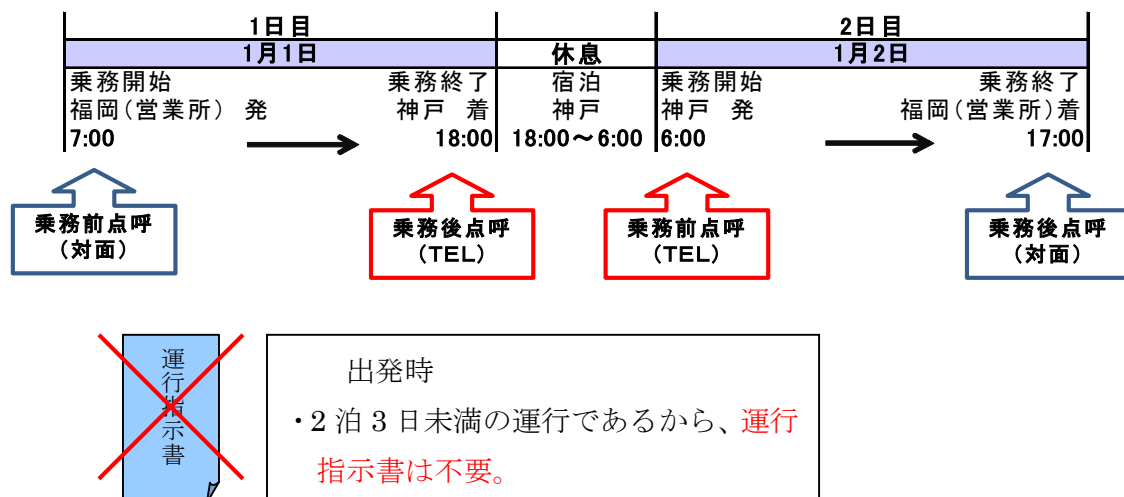 1日目 2日目
1月1日 休息 1月2日
乗務開始 乗務終了 宿泊 乗務開始 乗務終了
福岡(営業所) 発 神戸 着 神戸 神戸 発 福岡(営業所)着
7:00 18:00 18:00～6:00 6:00 17:00
乗務前点呼 乗務後点呼 乗務前点呼 乗務後点呼
(対面) (TEL) (TEL) (対面)
運行指示書
出発時
・2泊3日未満の運行であるから、運行
指示書は不要。